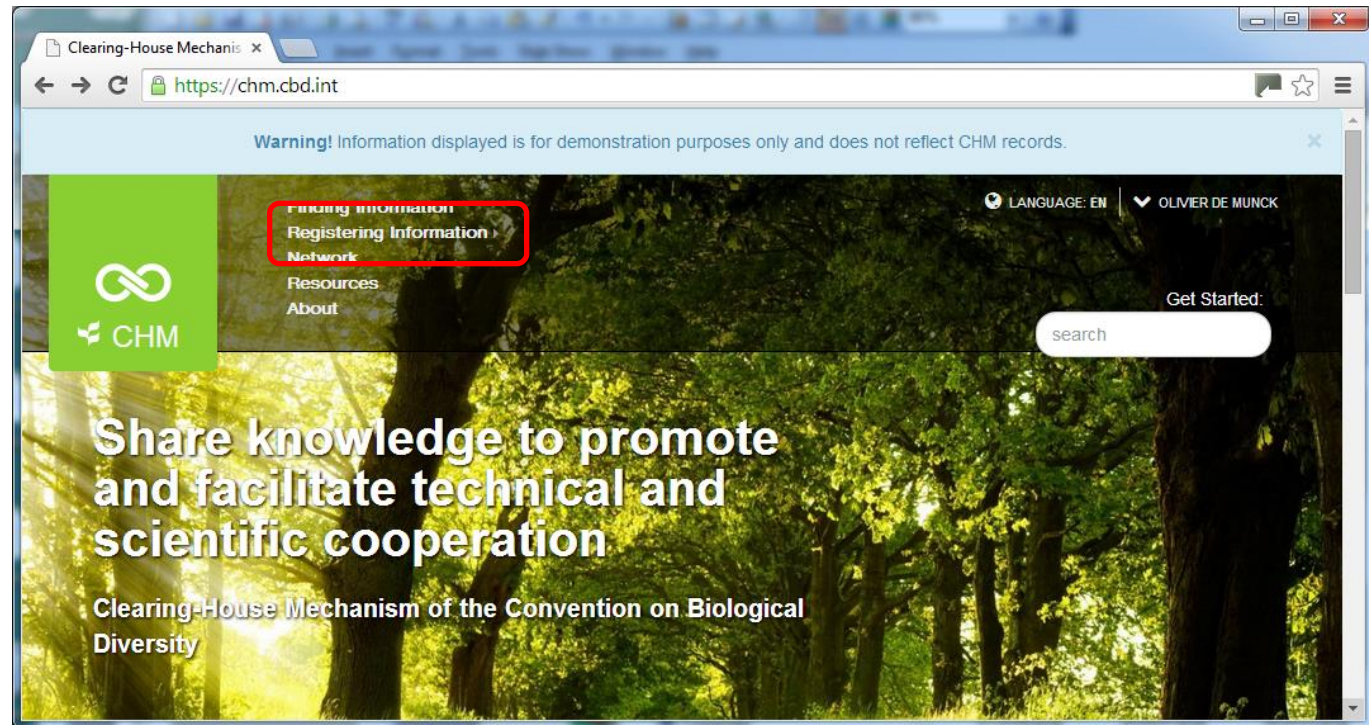 Clearing-House Mechanis
https://chm.cbd.int
Warning! Information displayed is for demonstration purposes only and does not reflect CHM records.
Finding Information
Registering Information
Network
Resources
About
LANGUAGE: EN
OLIVIER DE MUNCK
Get Started:
search
CHM
Share knowledge to promote
and facilitate technical and
scientific cooperation
Clearing-House Mechanism of the Convention on Biological
Diversity